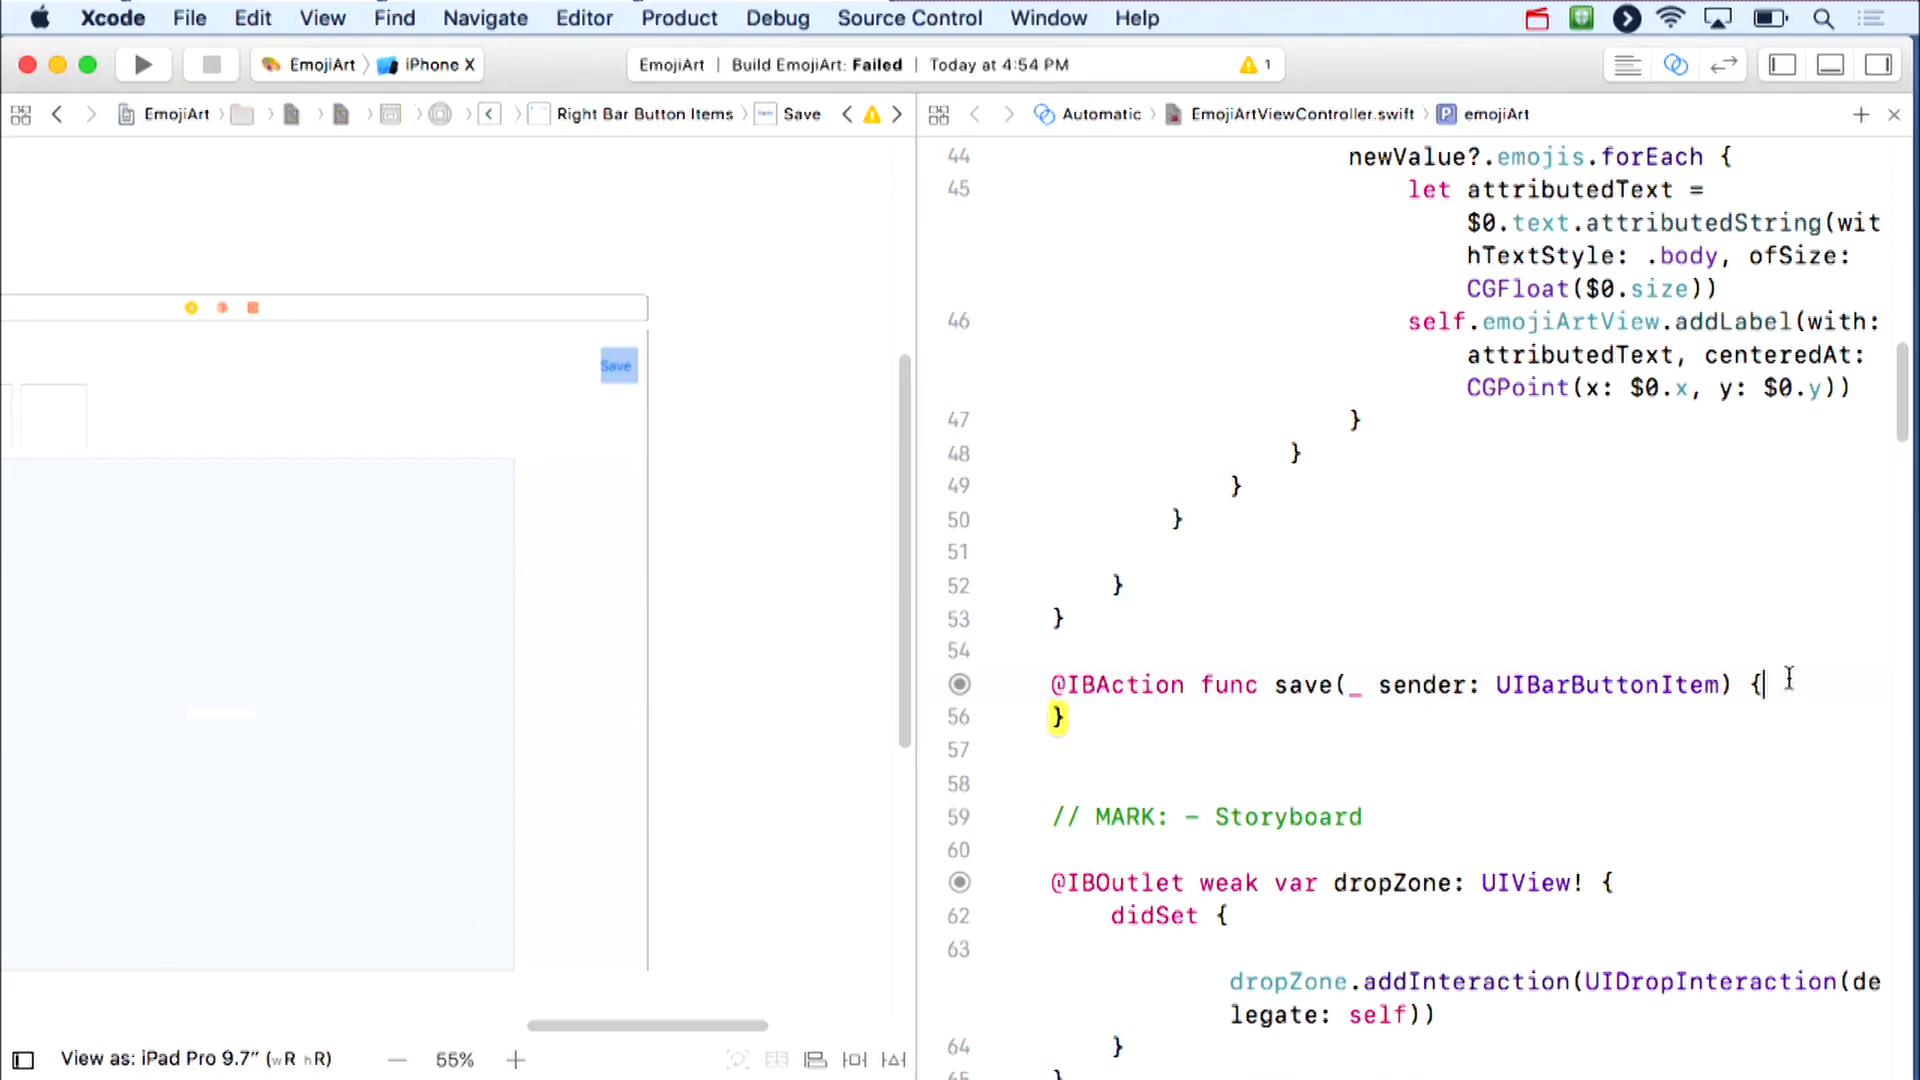 Xcode File Edit View Find Navigate Editor Product Debug Source Control Window Help
EmojiArt iPhone X EmojiArt | Build EmojiArt: Failed | Today at 4:54 PM 1
EmojiArt Right Bar Button Items Save Automatic EmojiArtViewController.swift P emojiArt
44 newValue?.emojis.forEach {
45 let attributedText =
$0.text.attributedString(wit
hTextStyle: .body, ofSize:
CGFloat($0.size))
46 self.emojiArtView.addLabel(with:
attributedText, centeredAt:
CGPoint(x: $0.x, y: $0.y))
47 }
48 }
49 }
50 }
51
52 }
53 }
54
@IBAction func save(_ sender: UIBarButtonItem) {
56 }
57
58
59 // MARK: - Storyboard
60
@IBOutlet weak var dropZone: UIView! {
62 didSet {
63
dropZone.addInteraction(UIDropInteraction(de
legate: self))
64 }
65 }
Save
View as: iPad Pro 9.7" (wR hR) — 55% +